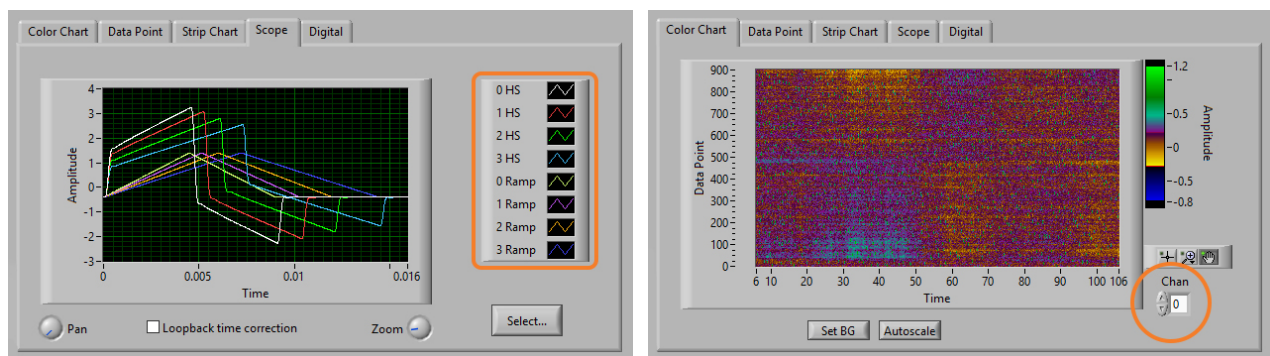 Color Chart Data Point Strip Chart Scope Digital
4
3
2
1
0
-1
-2
-3
Amplitude
0 0.005 0.01 0.016
Time
0 HS
1 HS
2 HS
3 HS
0 Ramp
1 Ramp
2 Ramp
3 Ramp
Pan Loopback time correction Zoom
Select...
Color Chart Data Point Strip Chart Scope Digital
900
800
700
600
500
400
300
200
100
0
Data Point
6 10 20 30 40 50 60 70 80 90 100 106
Time
1.2
0.5
0
-0.5
-0.8
Amplitude
Chan
0
Set BG Autoscale